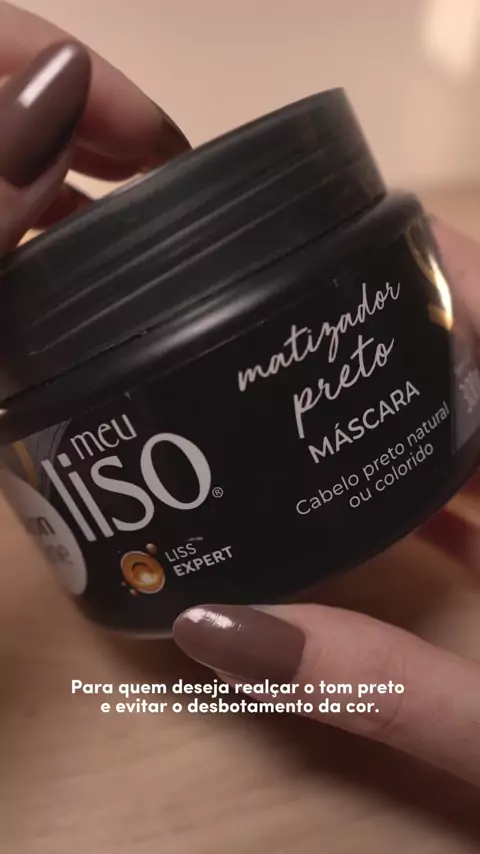 matizador
preto
MÁSCARA
Cabelo preto natural
ou colorido
meu
liso®
LISS
EXPERT
Para quem deseja realçar o tom preto
e evitar o desbotamento da cor.